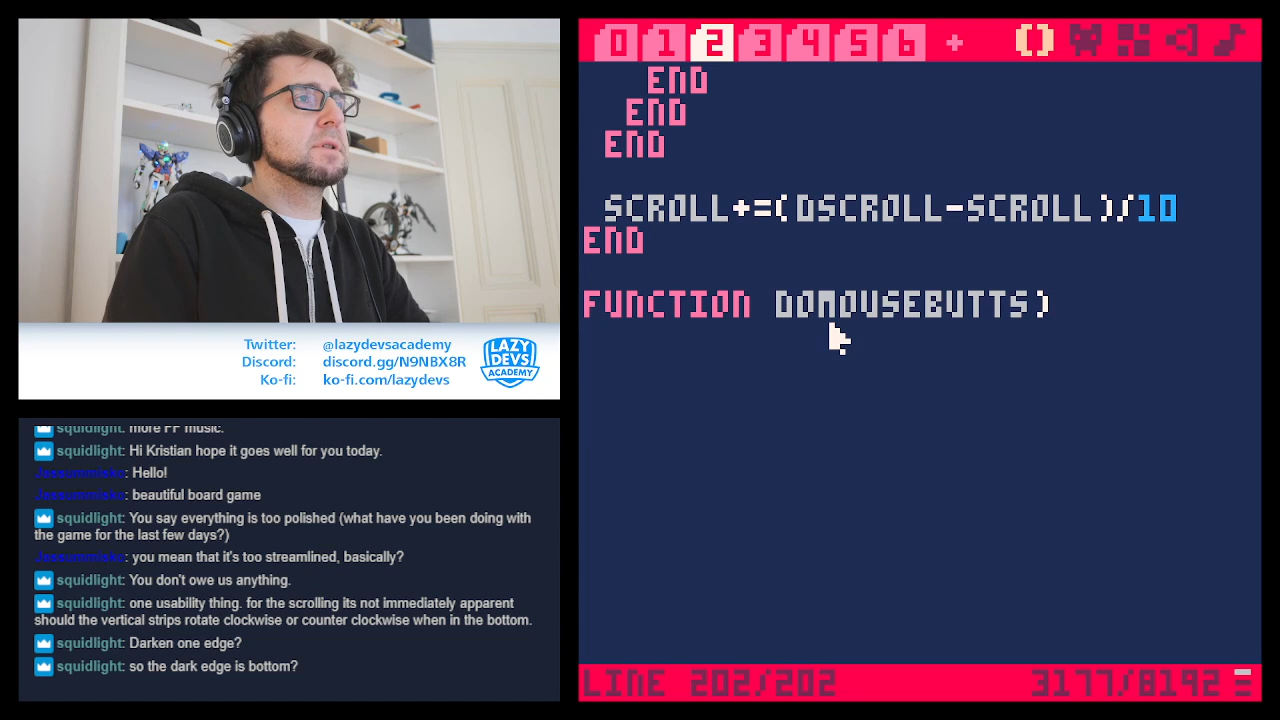 Twitter: @lazydevsacademy
Discord: discord.gg/N9NBX8R
Ko-fi: ko-fi.com/lazydevs
LAZY
DEVS
ACADEMY
squidlight: more FF music.
squidlight: Hi Kristian hope it goes well for you today.
: Hello!
: beautiful board game
squidlight: You say everything is too polished (what have you been doing with
the game for the last few days?)
: you mean that it's too streamlined, basically?
squidlight: You don't owe us anything.
squidlight: one usability thing. for the scrolling its not immediately apparent
should the vertical strips rotate clockwise or counter clockwise when in the bottom.
squidlight: Darken one edge?
squidlight: so the dark edge is bottom?
0 1 2 3 4 5 6 + ()
END
END
END
SCROLL+=(DSCROLL-SCROLL)/10
END
FUNCTION DOMOUSEBUTTS)
LINE 202/202 3177/8192